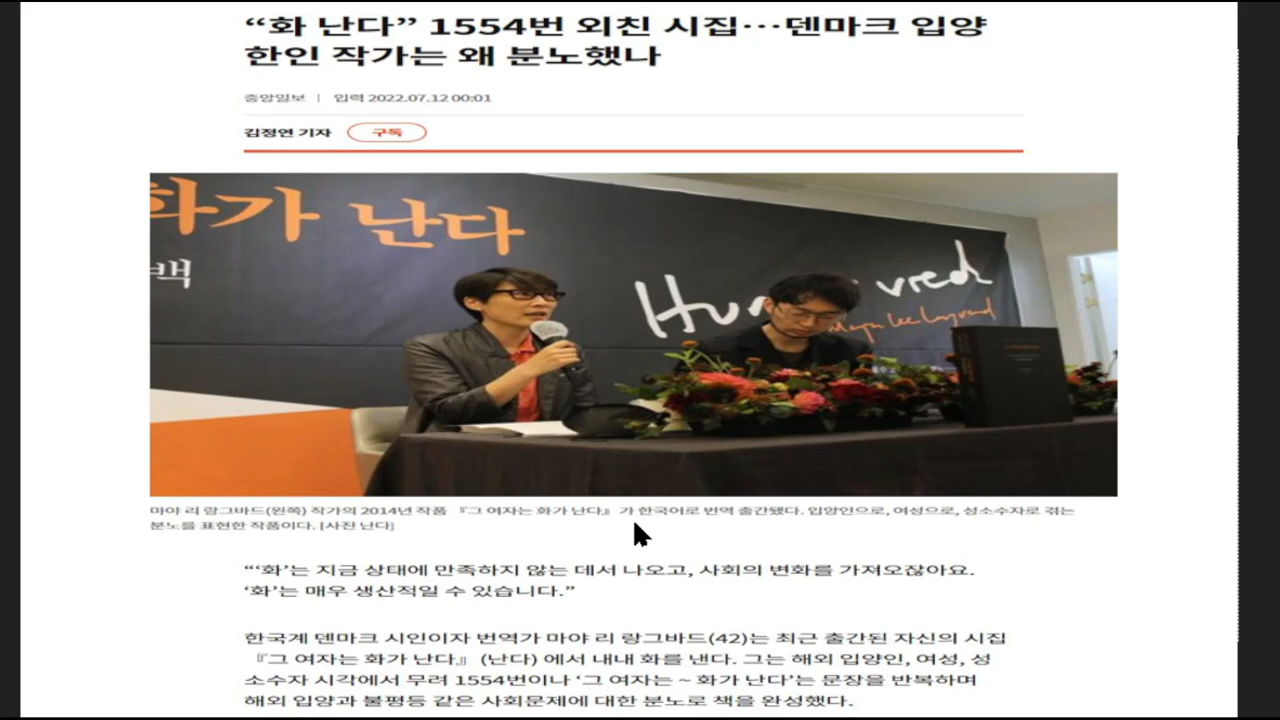 “화 난다” 1554번 외친 시집…덴마크 입양
한인 작가는 왜 분노했나
중앙일보 | 입력 2022.07.12 00:01
김정연 기자 구독
화가 난다
백
Hun vred
마야 리 랑그바드(왼쪽) 작가의 2014년 작품 『그 여자는 화가 난다』 가 한국어로 번역 출간됐다. 입양인으로, 여성으로, 성소수자로 겪는
분노를 표현한 작품이다. [사진 난다]
“‘화’는 지금 상태에 만족하지 않는 데서 나오고, 사회의 변화를 가져오잖아요.
‘화’는 매우 생산적일 수 있습니다.”
한국계 덴마크 시인이자 번역가 마야 리 랑그바드(42)는 최근 출간된 자신의 시집
『그 여자는 화가 난다』 (난다) 에서 내내 화를 낸다. 그는 해외 입양인, 여성, 성
소수자 시각에서 무려 1554번이나 ‘그 여자는 ~ 화가 난다’는 문장을 반복하며
해외 입양과 불평등 같은 사회문제에 대한 분노로 책을 완성했다.